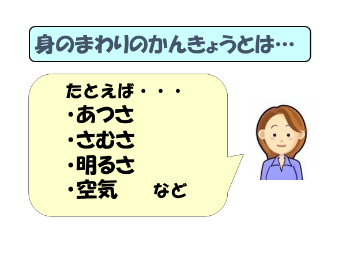 身のまわりのかんきょうとは…
たとえば・・・
・あつさ
・さむさ
・明るさ
・空気　　など